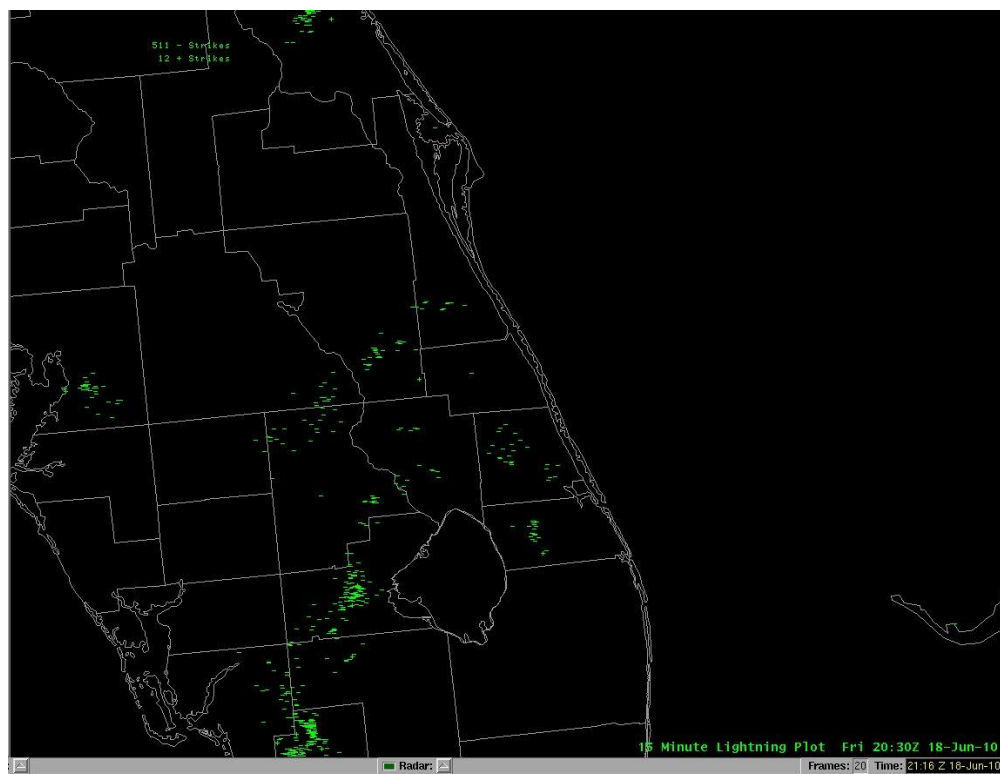 511 - Strikes
12 + Strikes
15 Minute Lightning Plot Fri 20:30Z 18-Jun-10
Radar: Frames: 20 Time: 21:16 Z 18-Jun-10